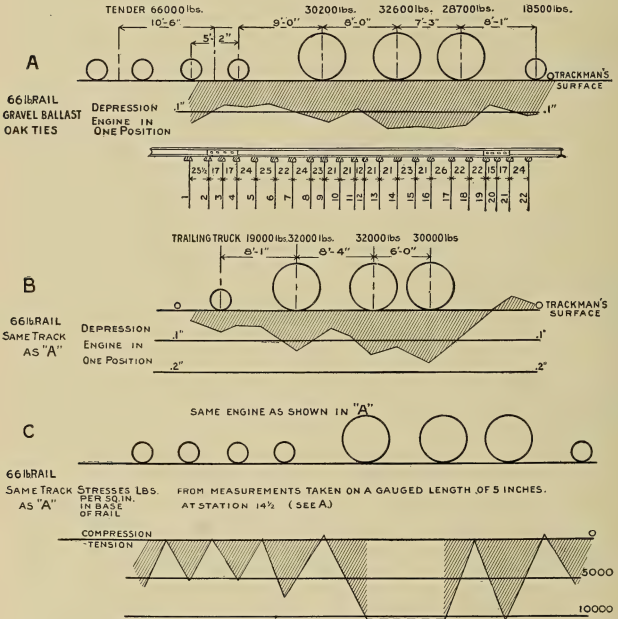 TENDER 66000 lbs. 30200 lbs. 32600 lbs. 28700 lbs. 18500 lbs.
10'-6" 9'-0" 6'-0" 7'-3" 8'-1"
5'-2"
A
TRACKMAN'S
SURFACE
66 lb RAIL
GRAVEL BALLAST
OAK TIES
DEPRESSION
ENGINE IN
ONE POSITION
.1" .1"
25½ 17 17 24 25 22 24 23 21 21 12 21 21 24 23 21 26 22 22 15 17 24
1 2 3 4 5 6 7 8 9 10 11 12 13 14 15 16 17 18 19 20 21 22
TRAILING TRUCK 19000 lbs. 32000 lbs. 32000 lbs 30000 lbs
8'-1" 8'-4" 6'-0"
B
TRACKMAN'S
SURFACE
66 lb RAIL
SAME TRACK
AS "A"
DEPRESSION
ENGINE IN
ONE POSITION
.1" .1"
.2" .2"
SAME ENGINE AS SHOWN IN "A"
C
66 lb RAIL
SAME TRACK
AS "A"
STRESSES LBS.
PER SQ. IN.
IN BASE
OF RAIL
FROM MEASUREMENTS TAKEN ON A GAUGED LENGTH OF 5 INCHES.
AT STATION 14½ (SEE A.)
COMPRESSION
TENSION
0
5000
10000